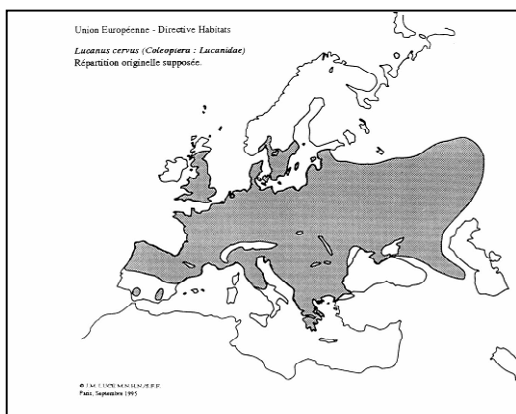 Union Européenne - Directive Habitats
Lucanus cervus (Coleoptera : Lucanidae)
Répartition originelle supposée.
Paris, Septembre 1995